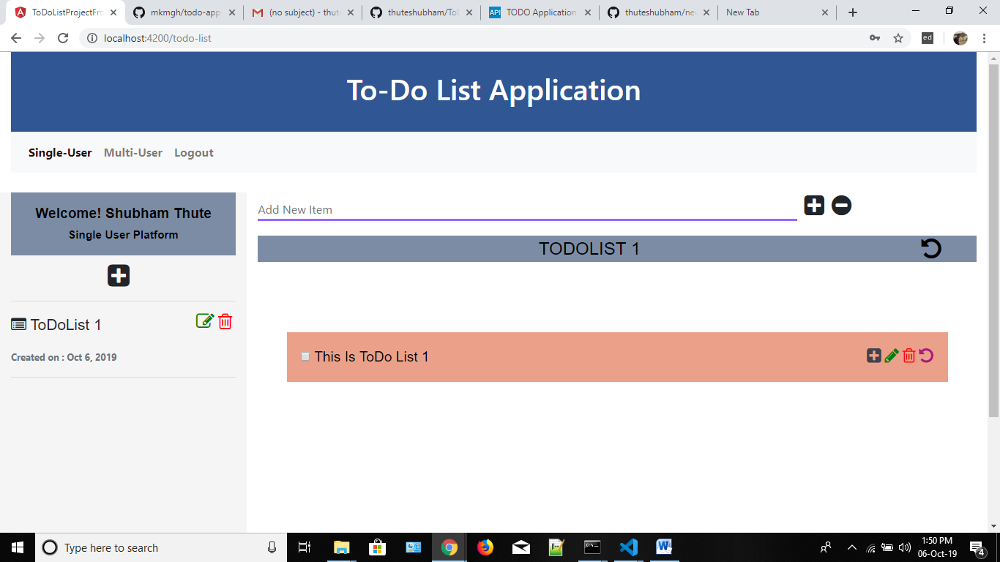 ToDoListProjectFro
mkmgh/todo-app
(no subject) - thute
thuteshubham/ToD
TODO Application
thuteshubham/new
New Tab
localhost:4200/todo-list
ed
To-Do List Application
Single-User Multi-User Logout
Welcome! Shubham Thute
Single User Platform
ToDoList 1
Created on : Oct 6, 2019
Add New Item
TODOLIST 1
This Is ToDo List 1
Type here to search
1:50 PM
06-Oct-19
4